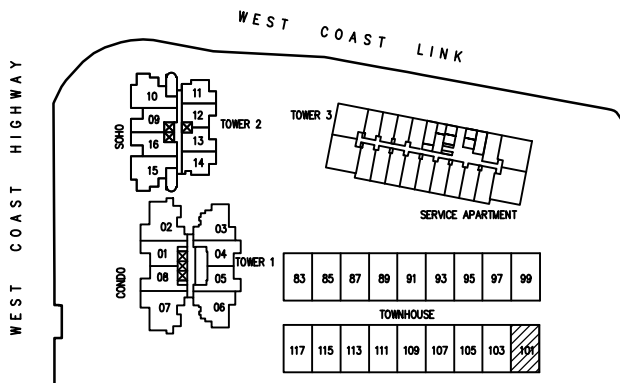 WEST COAST LINK
WEST COAST HIGHWAY
10
11
09
12
TOWER 2
SOHO
16
13
15
14
TOWER 3
SERVICE APARTMENT
02
03
01
04
TOWER 1
08
05
CONDO
07
06
83 85 87 89 91 93 95 97 99
TOWNHOUSE
117 115 113 111 109 107 105 103 101